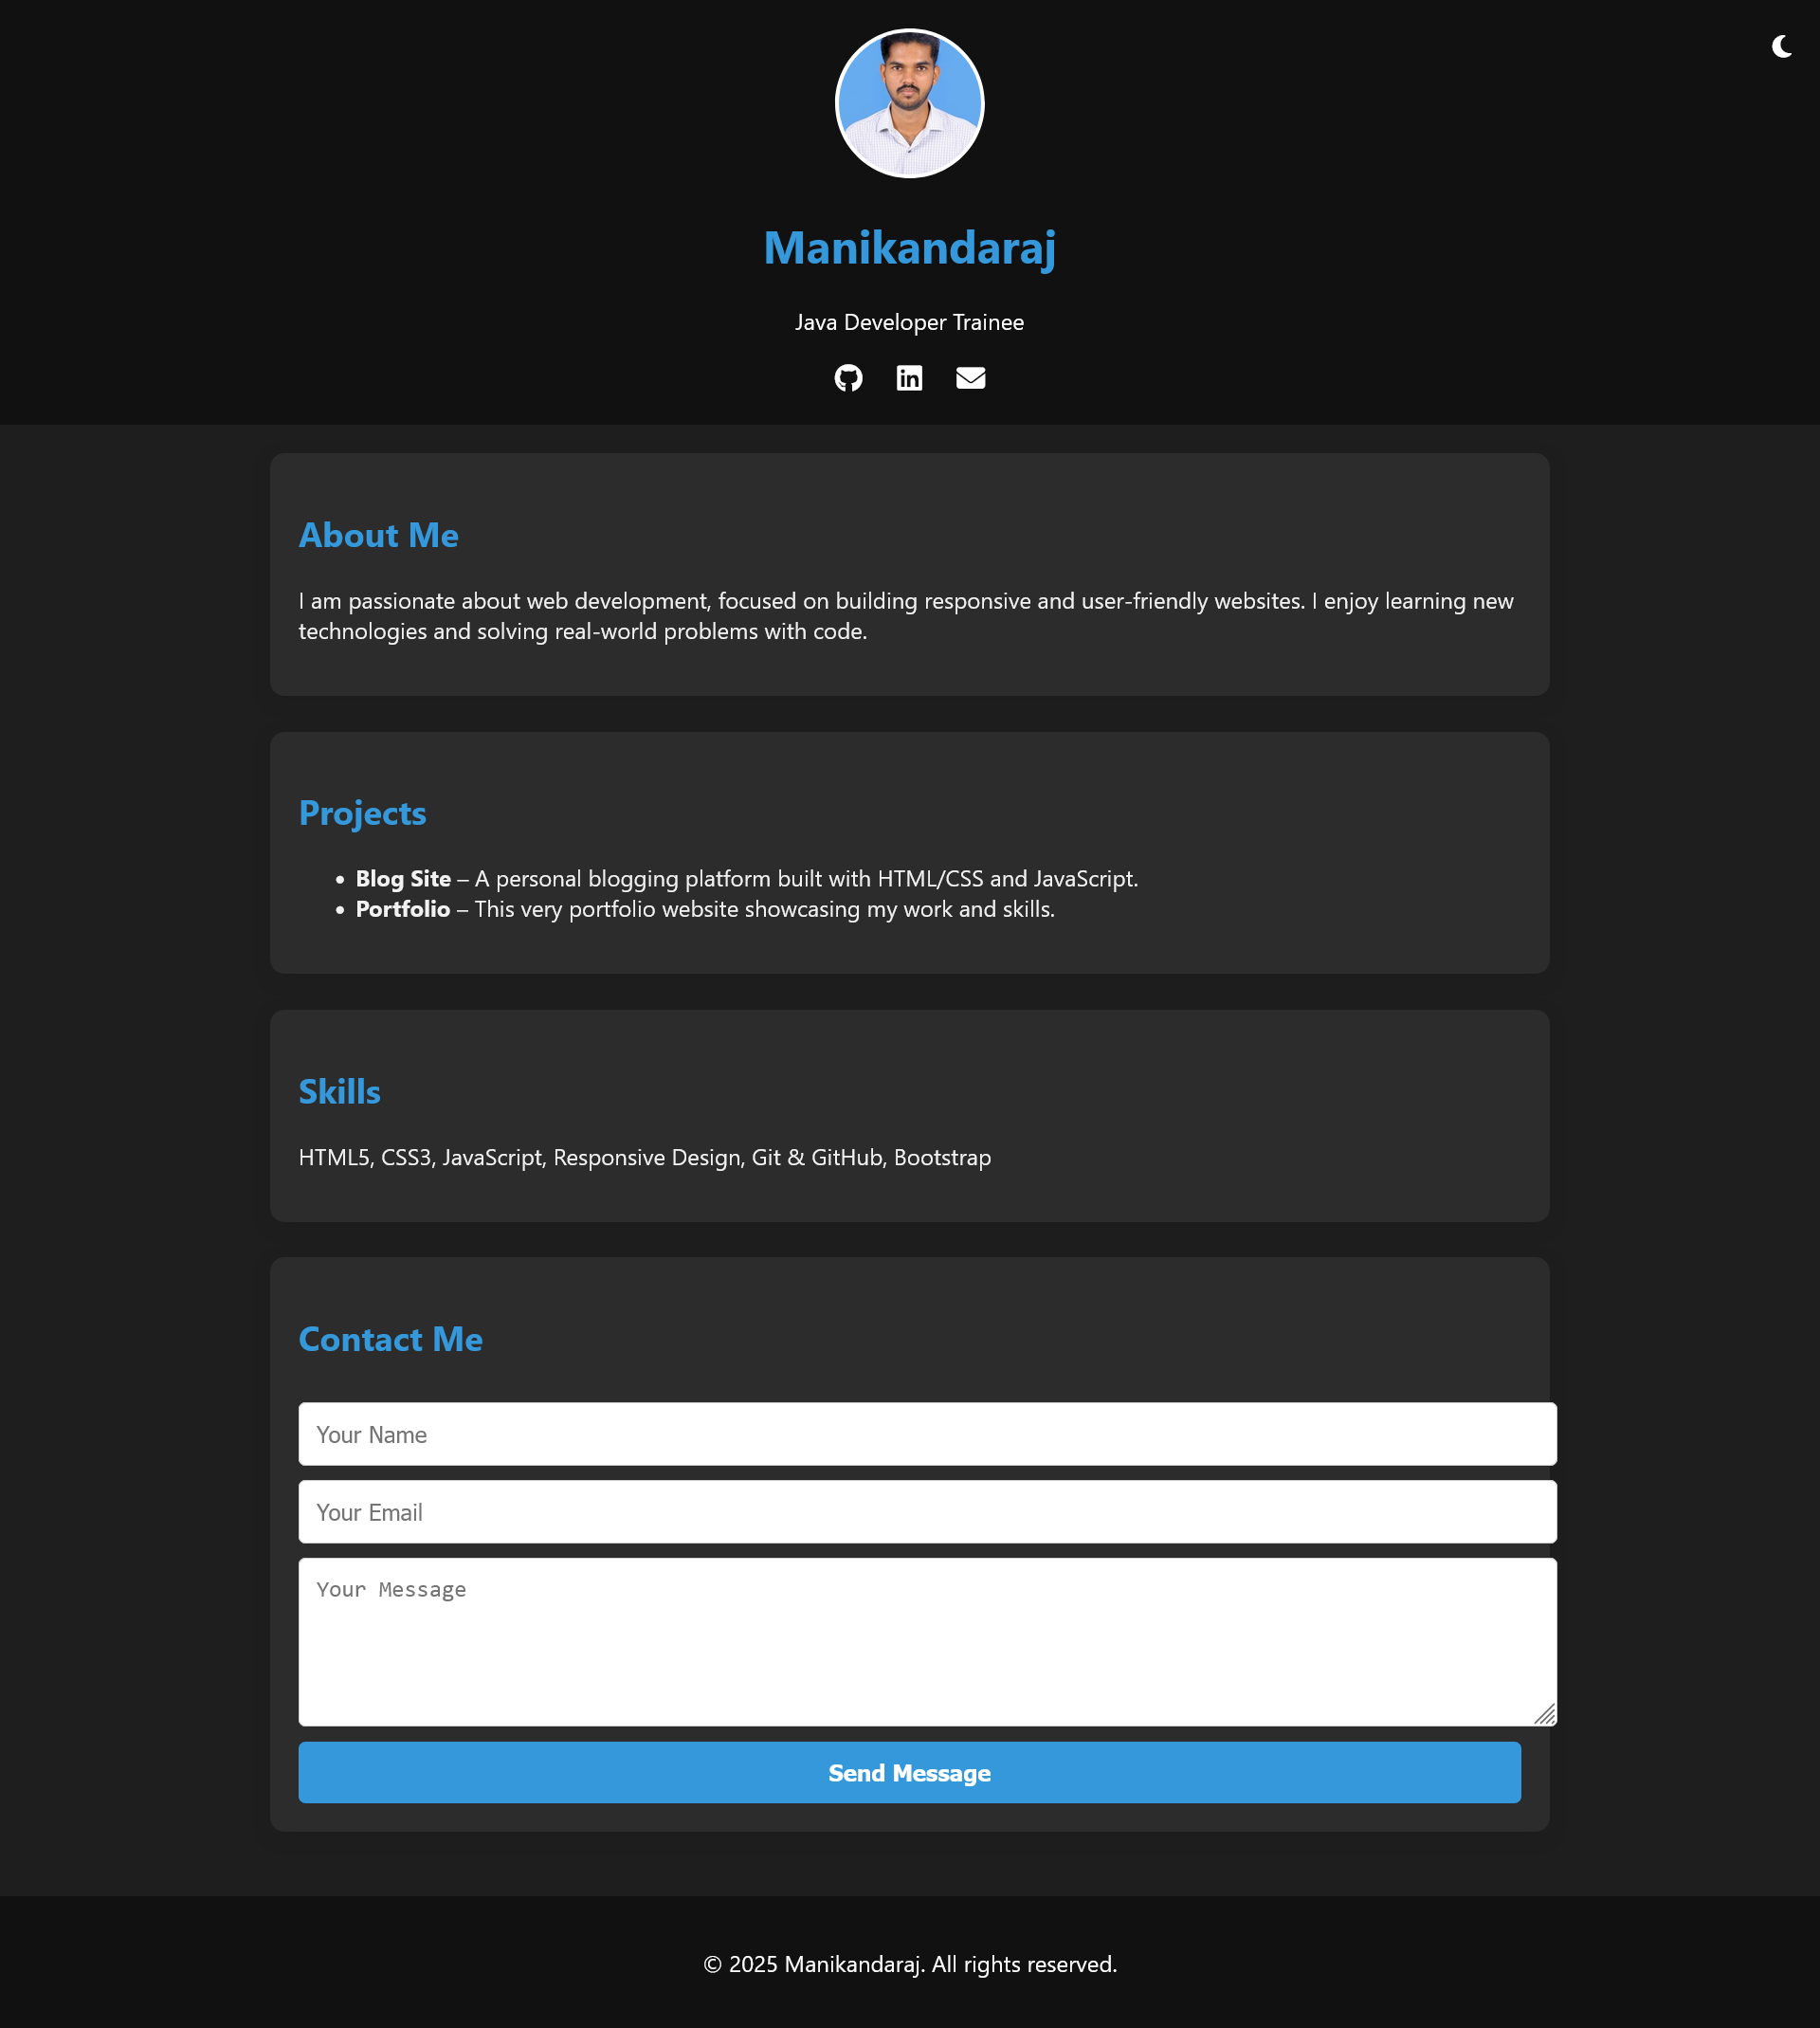 Manikandaraj
Java Developer Trainee
About Me
I am passionate about web development, focused on building responsive and user-friendly websites. I enjoy learning new
technologies and solving real-world problems with code.
Projects
• Blog Site – A personal blogging platform built with HTML/CSS and JavaScript.
• Portfolio – This very portfolio website showcasing my work and skills.
Skills
HTML5, CSS3, JavaScript, Responsive Design, Git & GitHub, Bootstrap
Contact Me
Your Name
Your Email
Your Message
Send Message
© 2025 Manikandaraj. All rights reserved.